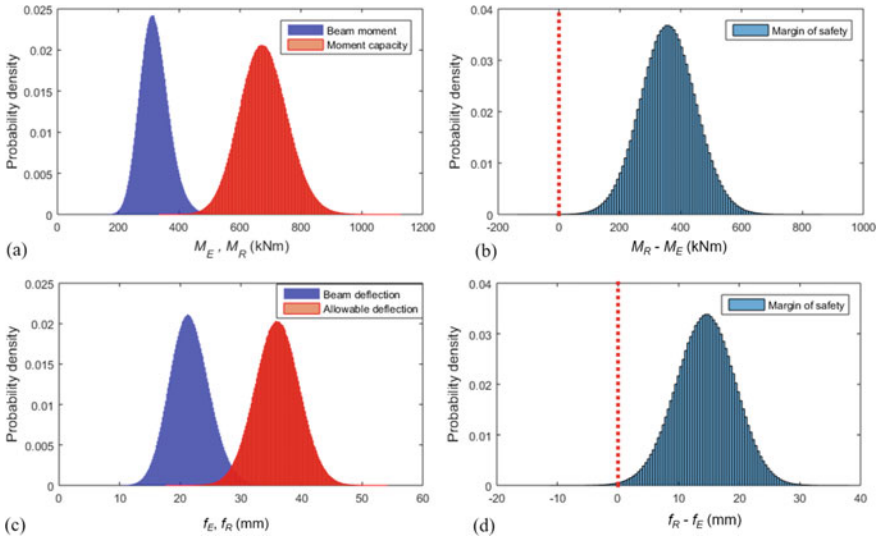 0.025
0.02
0.015
0.01
0.005
0
Probability density
Beam moment
Moment capacity
0 200 400 600 800 1000 1200
(a)
M_E , M_R (kNm)
0.04
0.03
0.02
0.01
0
Probability density
Margin of safety
-200 0 200 400 600 800 1000
(b)
M_R - M_E (kNm)
0.025
0.02
0.015
0.01
0.005
0
Probability density
Beam deflection
Allowable deflection
0 10 20 30 40 50 60
(c)
f_E, f_R (mm)
0.04
0.03
0.02
0.01
0
Probability density
Margin of safety
-20 -10 0 10 20 30 40
(d)
f_R - f_E (mm)